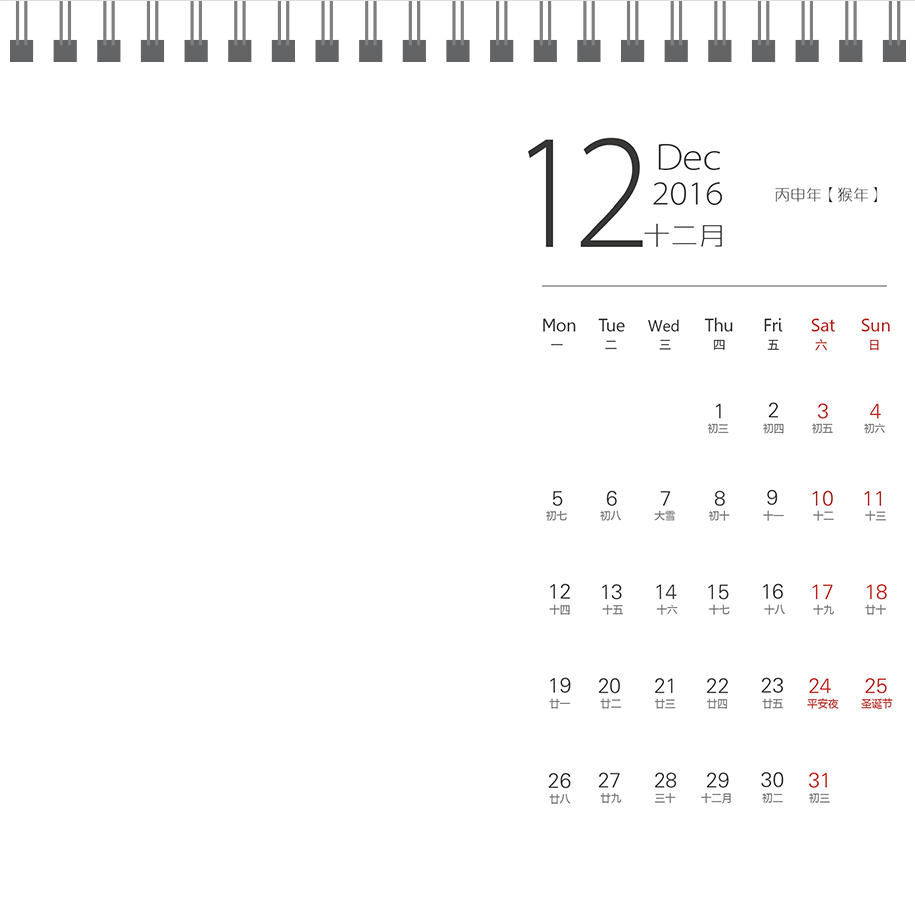 12 Dec
2016
十二月
丙申年【猴年】
Mon Tue Wed Thu Fri Sat Sun
一 二 三 四 五 六 日
1 2 3 4
初三 初四 初五 初六
5 6 7 8 9 10 11
初七 初八 大雪 初十 十一 十二 十三
12 13 14 15 16 17 18
十四 十五 十六 十七 十八 十九 廿十
19 20 21 22 23 24 25
廿一 廿二 廿三 廿四 廿五 平安夜 圣诞节
26 27 28 29 30 31
廿八 廿九 三十 十二月 初二 初三